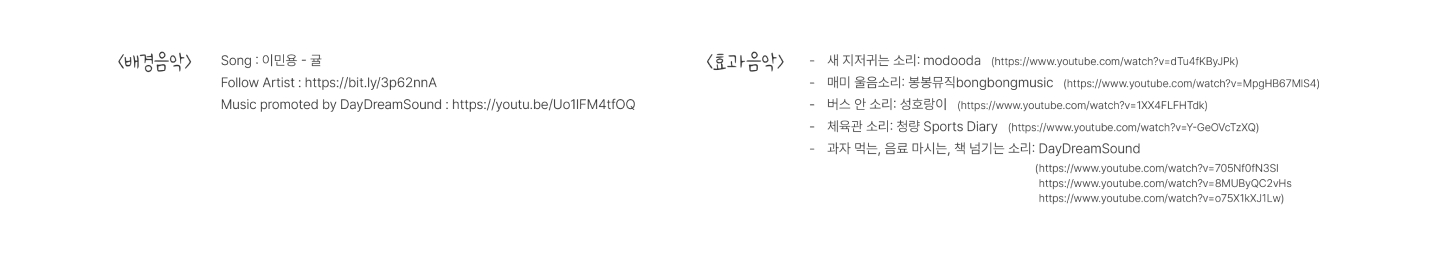 <배경음악>
Song : 이민용 - 귤
Follow Artist : https://bit.ly/3p62nnA
Music promoted by DayDreamSound : https://youtu.be/Uo1IFM4tfOQ
<효과음악>
- 새 지저귀는 소리: modooda (https://www.youtube.com/watch?v=dTu4fKByJPk)
- 매미 울음소리: 봉봉뮤직bongbongmusic (https://www.youtube.com/watch?v=MpgHB67MlS4)
- 버스 안 소리: 성호랑이 (https://www.youtube.com/watch?v=1XX4FLFHTdk)
- 체육관 소리: 청량 Sports Diary (https://www.youtube.com/watch?v=Y-GeOVcTzXQ)
- 과자 먹는, 음료 마시는, 책 넘기는 소리: DayDreamSound
(https://www.youtube.com/watch?v=705Nf0fN3SI
https://www.youtube.com/watch?v=8MUByQC2vHs
https://www.youtube.com/watch?v=o75X1kXJ1Lw)